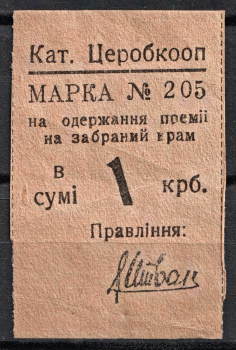 Кат. Церобкооп
МАРКА № 205
на одержання премії
на забраний крам
в
сумі 1 крб.
Правління: